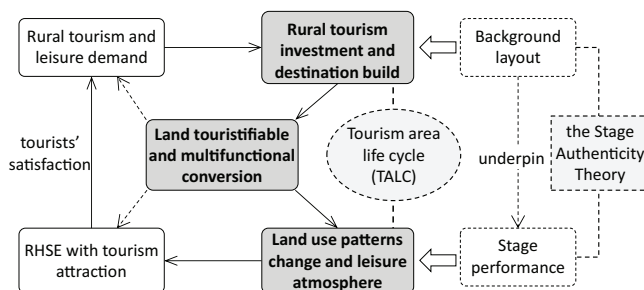 Rural tourism and
leisure demand
Rural tourism
investment and
destination build
Background
layout
tourists’
satisfaction
Land touristifiable
and multifunctional
conversion
Tourism area
life cycle
(TALC)
underpin
the Stage
Authenticity
Theory
RHSE with tourism
attraction
Land use patterns
change and leisure
atmosphere
Stage
performance